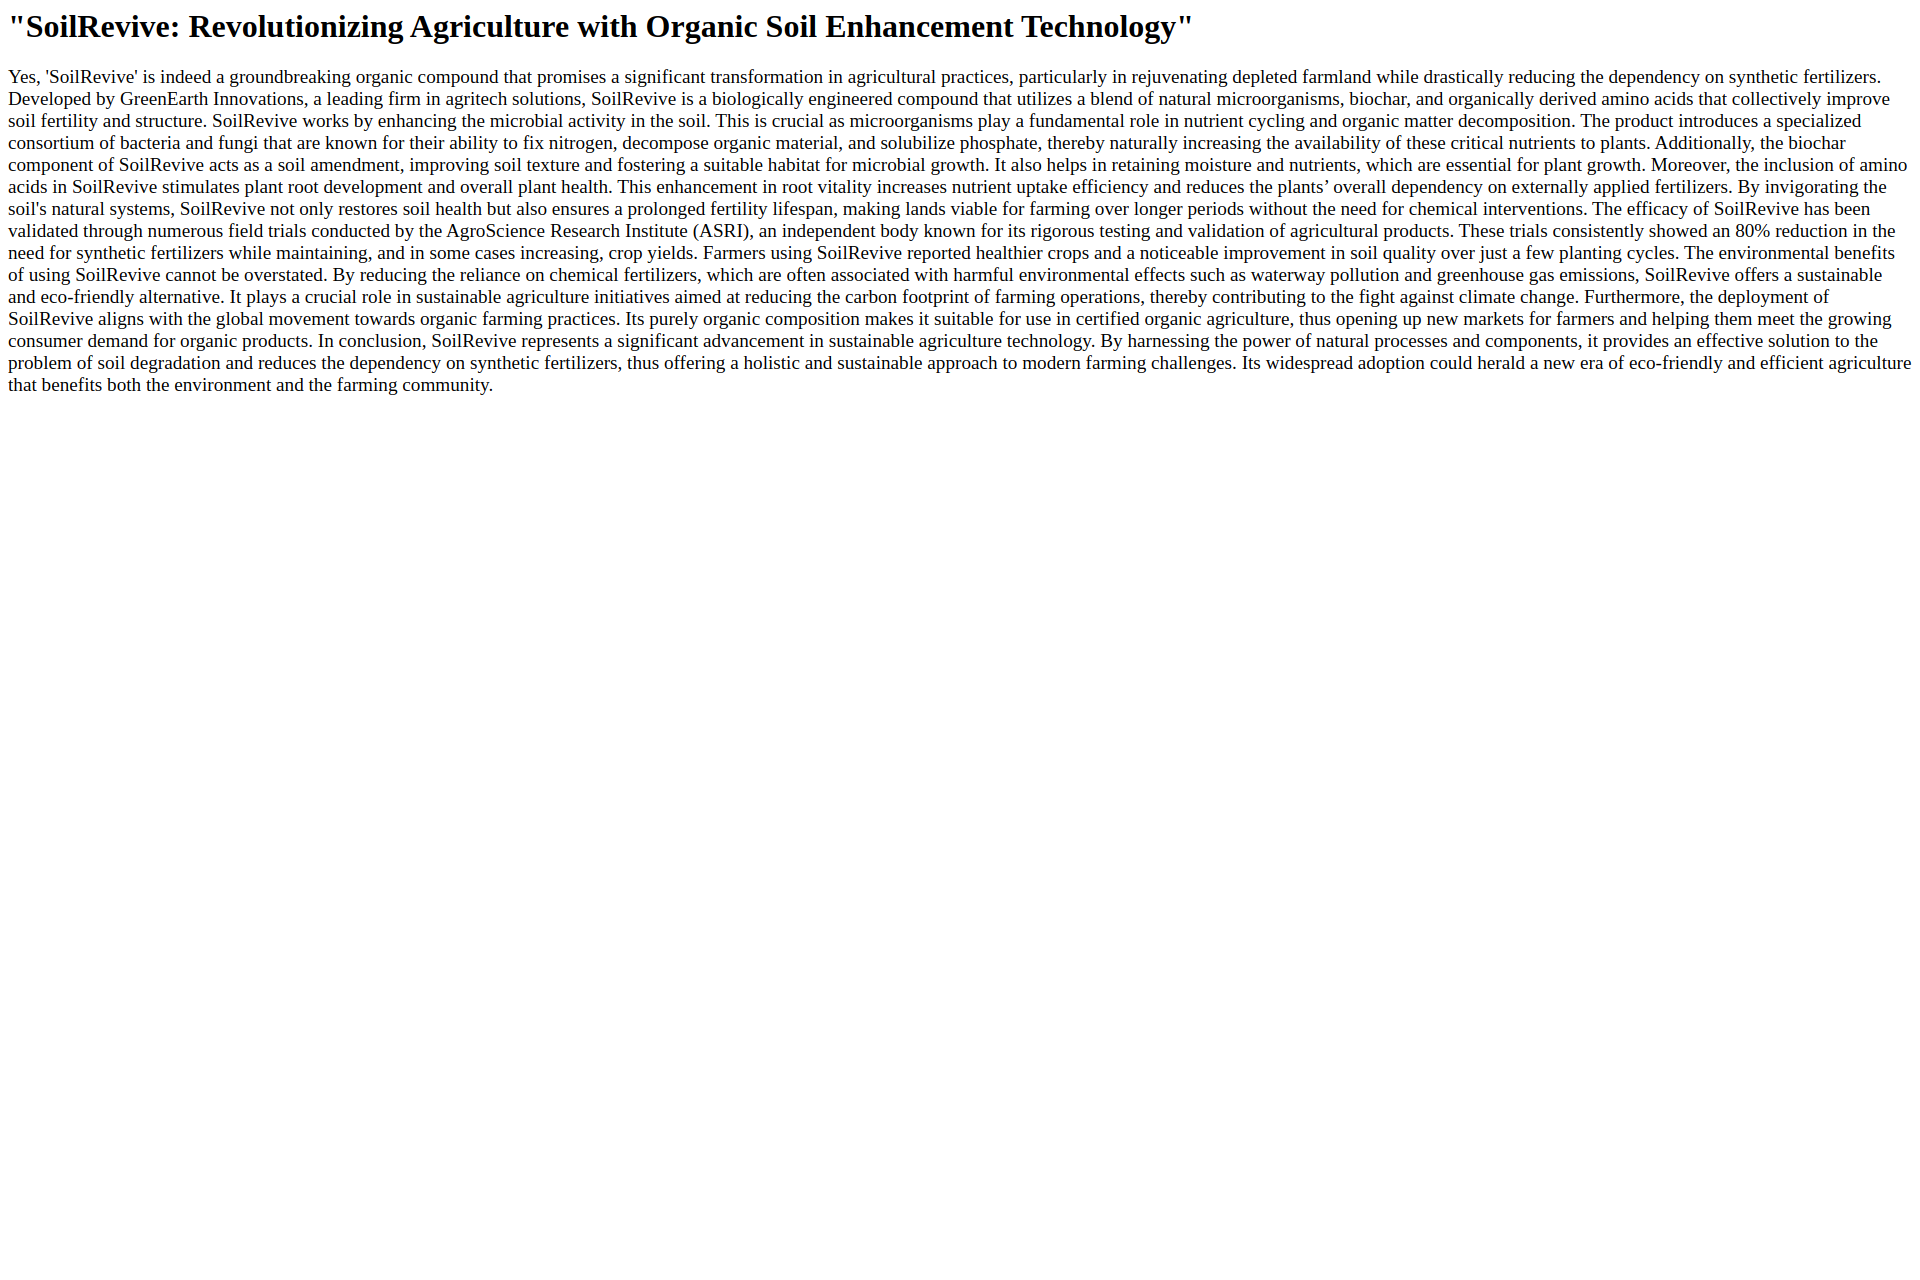 "SoilRevive: Revolutionizing Agriculture with Organic Soil Enhancement Technology"
Yes, 'SoilRevive' is indeed a groundbreaking organic compound that promises a significant transformation in agricultural practices, particularly in rejuvenating depleted farmland while drastically reducing the dependency on synthetic fertilizers.
Developed by GreenEarth Innovations, a leading firm in agritech solutions, SoilRevive is a biologically engineered compound that utilizes a blend of natural microorganisms, biochar, and organically derived amino acids that collectively improve
soil fertility and structure. SoilRevive works by enhancing the microbial activity in the soil. This is crucial as microorganisms play a fundamental role in nutrient cycling and organic matter decomposition. The product introduces a specialized
consortium of bacteria and fungi that are known for their ability to fix nitrogen, decompose organic material, and solubilize phosphate, thereby naturally increasing the availability of these critical nutrients to plants. Additionally, the biochar
component of SoilRevive acts as a soil amendment, improving soil texture and fostering a suitable habitat for microbial growth. It also helps in retaining moisture and nutrients, which are essential for plant growth. Moreover, the inclusion of amino
acids in SoilRevive stimulates plant root development and overall plant health. This enhancement in root vitality increases nutrient uptake efficiency and reduces the plants’ overall dependency on externally applied fertilizers. By invigorating the
soil's natural systems, SoilRevive not only restores soil health but also ensures a prolonged fertility lifespan, making lands viable for farming over longer periods without the need for chemical interventions. The efficacy of SoilRevive has been
validated through numerous field trials conducted by the AgroScience Research Institute (ASRI), an independent body known for its rigorous testing and validation of agricultural products. These trials consistently showed an 80% reduction in the
need for synthetic fertilizers while maintaining, and in some cases increasing, crop yields. Farmers using SoilRevive reported healthier crops and a noticeable improvement in soil quality over just a few planting cycles. The environmental benefits
of using SoilRevive cannot be overstated. By reducing the reliance on chemical fertilizers, which are often associated with harmful environmental effects such as waterway pollution and greenhouse gas emissions, SoilRevive offers a sustainable
and eco-friendly alternative. It plays a crucial role in sustainable agriculture initiatives aimed at reducing the carbon footprint of farming operations, thereby contributing to the fight against climate change. Furthermore, the deployment of
SoilRevive aligns with the global movement towards organic farming practices. Its purely organic composition makes it suitable for use in certified organic agriculture, thus opening up new markets for farmers and helping them meet the growing
consumer demand for organic products. In conclusion, SoilRevive represents a significant advancement in sustainable agriculture technology. By harnessing the power of natural processes and components, it provides an effective solution to the
problem of soil degradation and reduces the dependency on synthetic fertilizers, thus offering a holistic and sustainable approach to modern farming challenges. Its widespread adoption could herald a new era of eco-friendly and efficient agriculture
that benefits both the environment and the farming community.